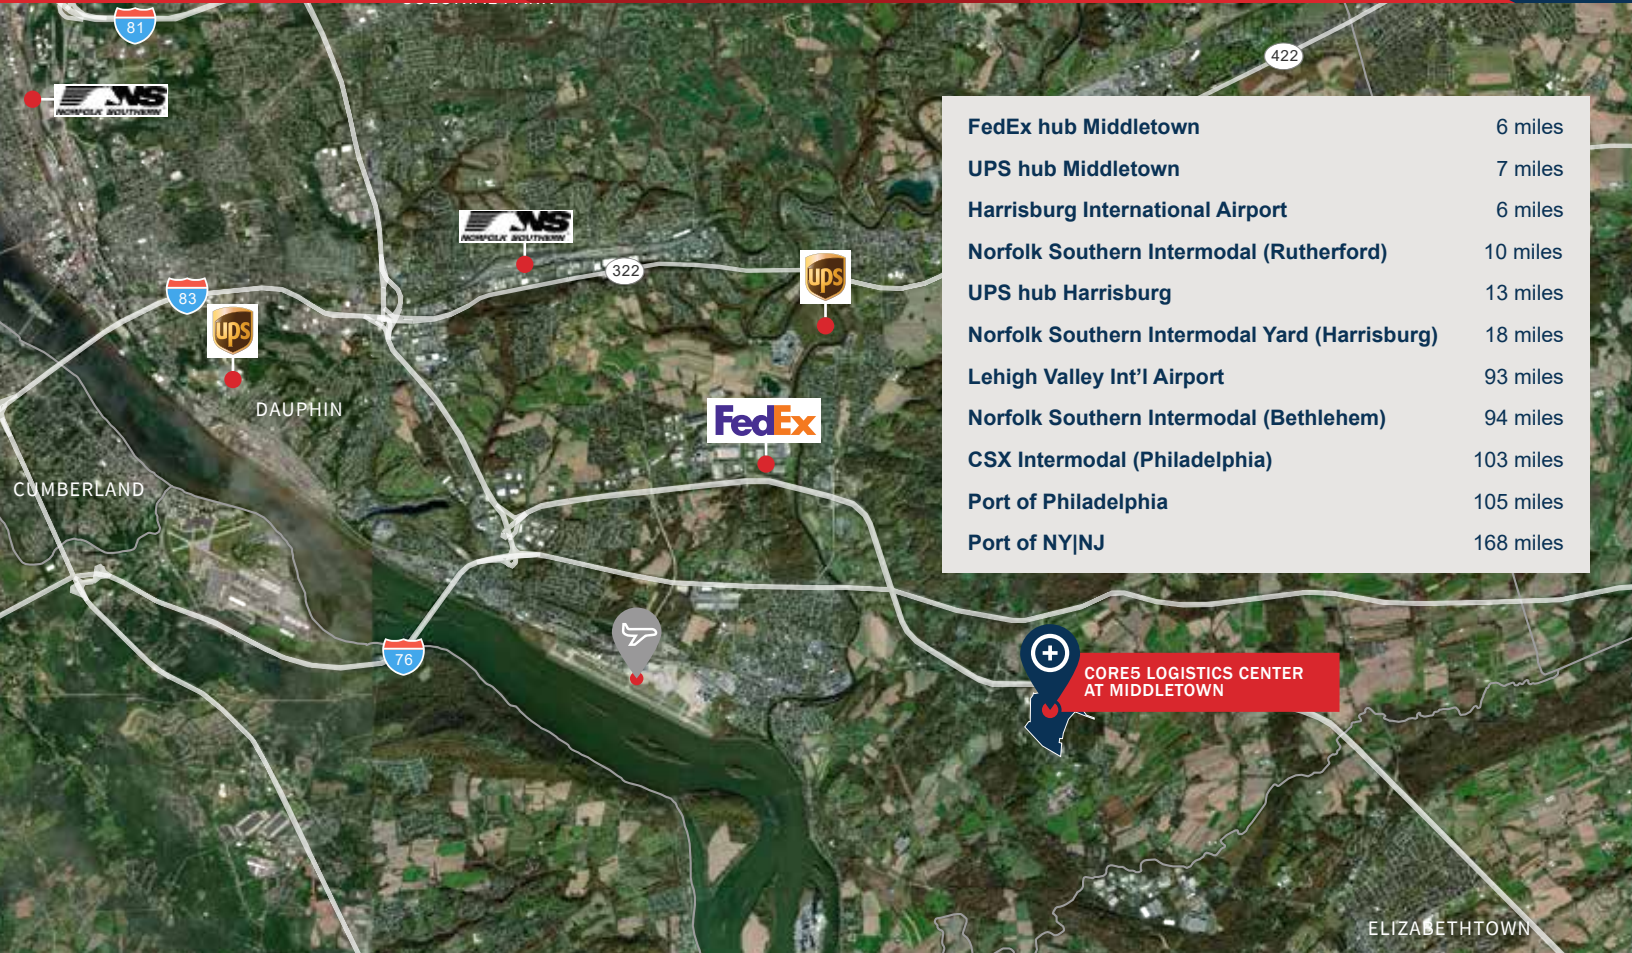 81
422
NS
NORFOLK SOUTHERN
FedEx hub Middletown 6 miles
UPS hub Middletown 7 miles
Harrisburg International Airport 6 miles
Norfolk Southern Intermodal (Rutherford) 10 miles
UPS hub Harrisburg 13 miles
Norfolk Southern Intermodal Yard (Harrisburg) 18 miles
Lehigh Valley Int’l Airport 93 miles
Norfolk Southern Intermodal (Bethlehem) 94 miles
CSX Intermodal (Philadelphia) 103 miles
Port of Philadelphia 105 miles
Port of NY|NJ 168 miles
NS
NORFOLK SOUTHERN
322
ups
83
ups
DAUPHIN
FedEx
CUMBERLAND
76
CORE5 LOGISTICS CENTER
AT MIDDLETOWN
ELIZABETHTOWN